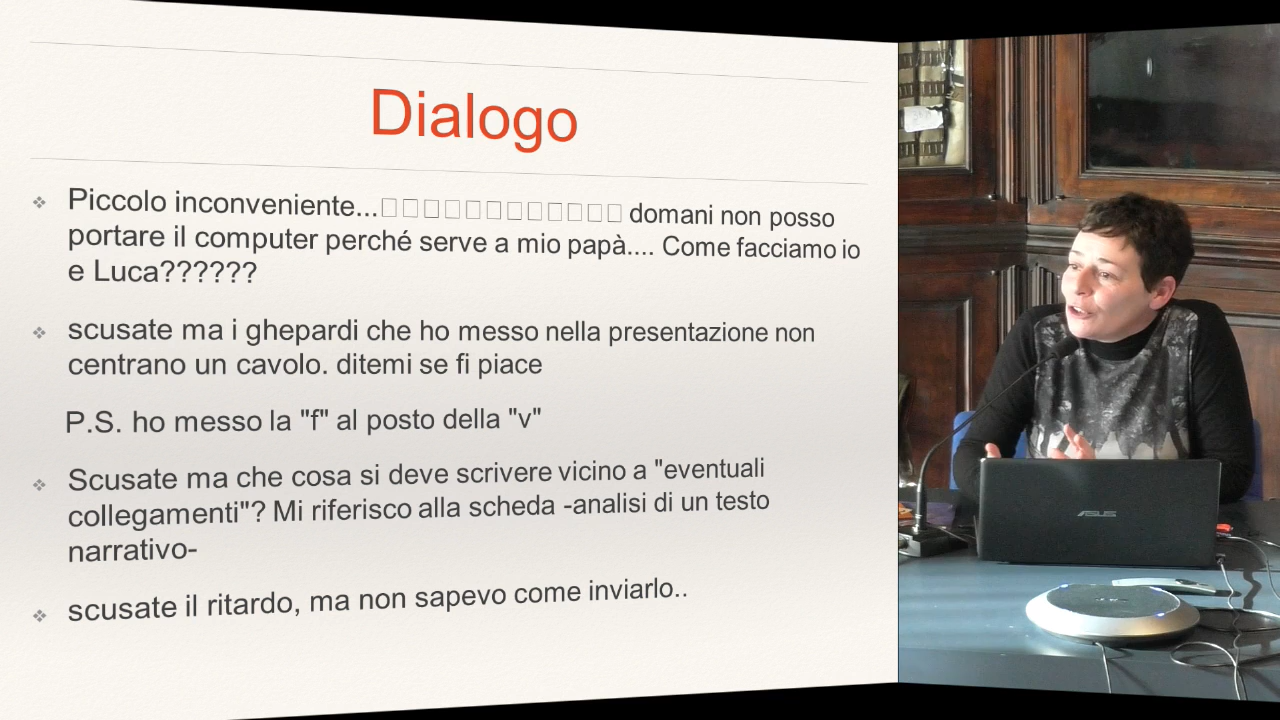 Dialogo
Piccolo inconveniente...□□□□□□□□□□□□ domani non posso
portare il computer perché serve a mio papà.... Come facciamo io
e Luca??????
scusate ma i ghepardi che ho messo nella presentazione non
centrano un cavolo. ditemi se fi piace
P.S. ho messo la "f" al posto della "v"
Scusate ma che cosa si deve scrivere vicino a "eventuali
collegamenti"? Mi riferisco alla scheda -analisi di un testo
narrativo-
scusate il ritardo, ma non sapevo come inviarlo..
ASUS